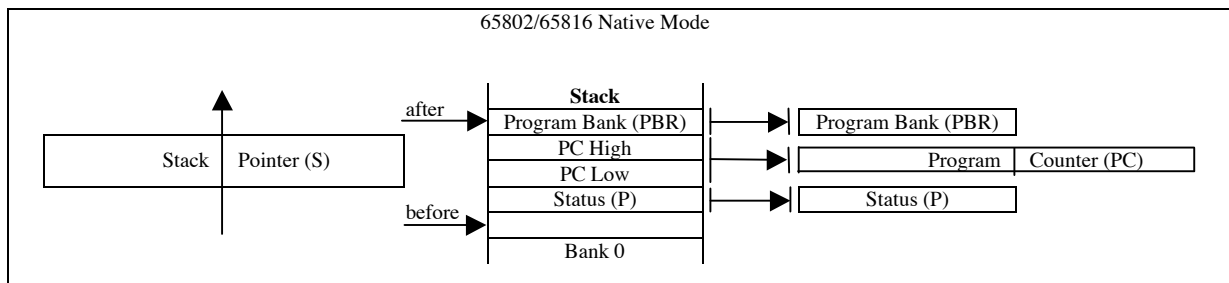 65802/65816 Native Mode
Stack
after
Program Bank (PBR)
Program Bank (PBR)
Stack Pointer (S)
PC High
Program Counter (PC)
PC Low
Status (P)
Status (P)
before
Bank 0